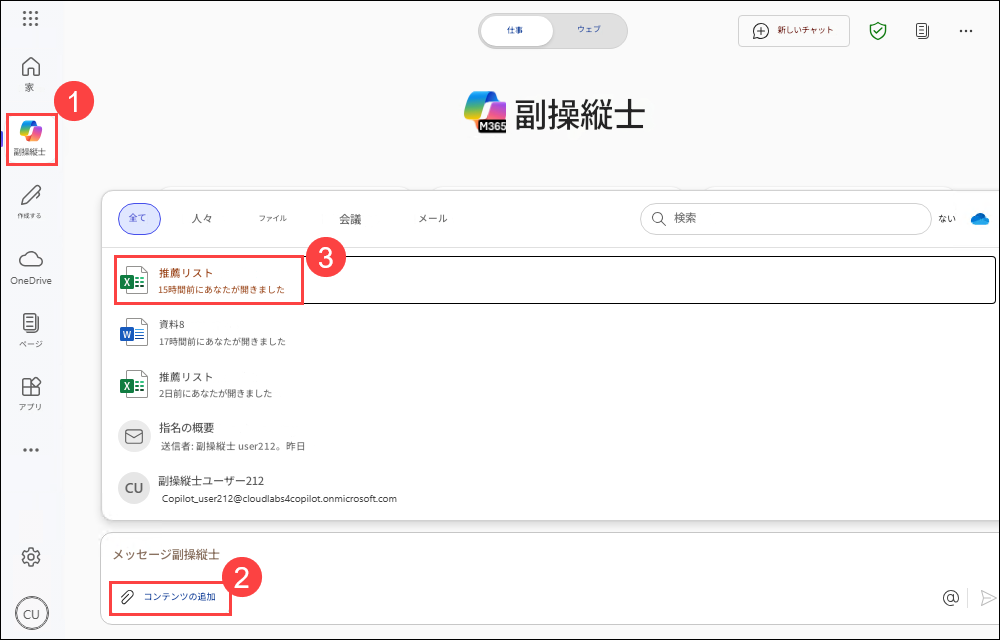 仕事
ウェブ
新しいチャット
家
1
副操縦士
M365
副操縦士
作成する
全て
人々
ファイル
会議
メール
検索
ない
OneDrive
3
推薦リスト
15時間前にあなたが開きました
資料8
17時間前にあなたが開きました
ページ
推薦リスト
2日前にあなたが開きました
アプリ
指名の概要
送信者: 副操縦士 user212。昨日
CU
副操縦士ユーザー212
Copilot_user212@cloudlabs4copilot.onmicrosoft.com
メッセージ副操縦士
2
コンテンツの追加
@
CU